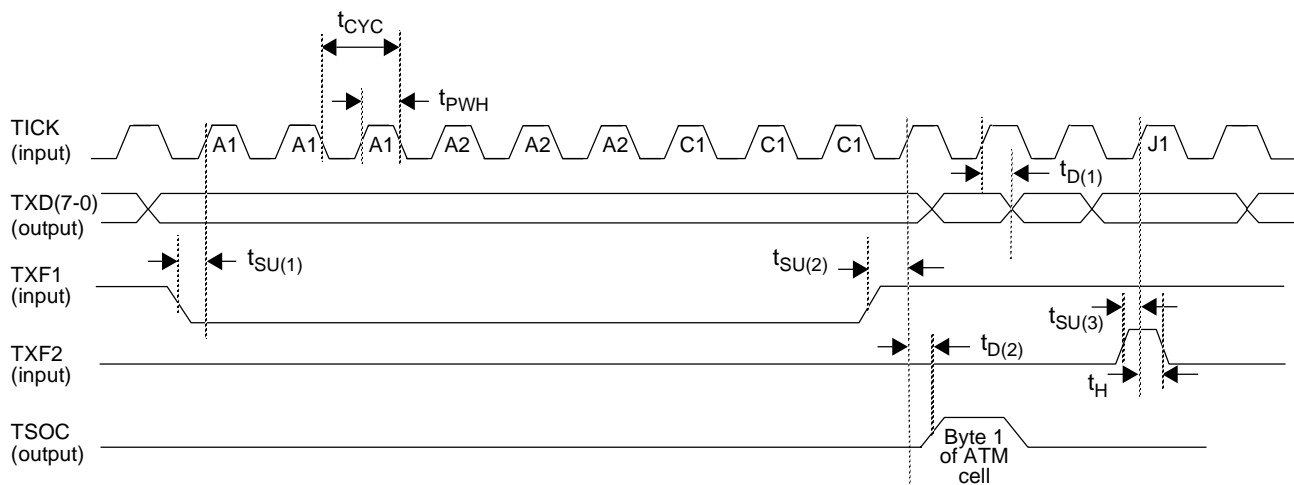 tCYC
tPWH
TICK
(input)
A1 A1 A1 A2 A2 A2 C1 C1 C1 J1
tD(1)
TXD(7-0)
(output)
tSU(1)
tSU(2)
TXF1
(input)
tSU(3)
TXF2
(input)
tD(2)
tH
TSOC
(output)
Byte 1
of ATM
cell